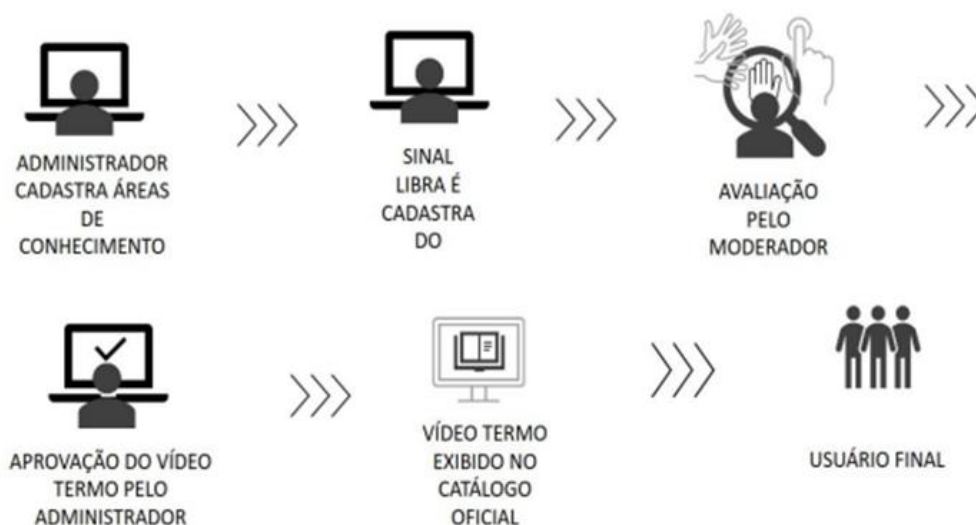 ADMINISTRADOR
CADASTRA ÁREAS
DE
CONHECIMENTO
SINAL
LIBRA É
CADASTRA
DO
AVALIAÇÃO
PELO
MODERADOR
APROVAÇÃO DO VÍDEO
TERMO PELO
ADMINISTRADOR
VÍDEO TERMO
EXIBIDO NO
CATÁLOGO
OFICIAL
USUÁRIO FINAL